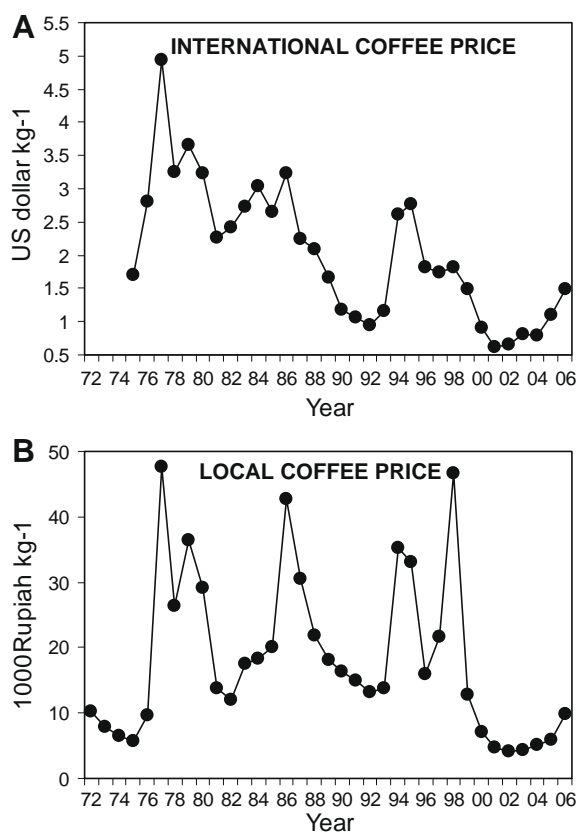 A
INTERNATIONAL COFFEE PRICE
US dollar kg-1
5.5
5
4.5
4
3.5
3
2.5
2
1.5
1
0.5
72 74 76 78 80 82 84 86 88 90 92 94 96 98 00 02 04 06
Year
B
LOCAL COFFEE PRICE
1000Rupiah kg-1
50
40
30
20
10
0
72 74 76 78 80 82 84 86 88 90 92 94 96 98 00 02 04 06
Year